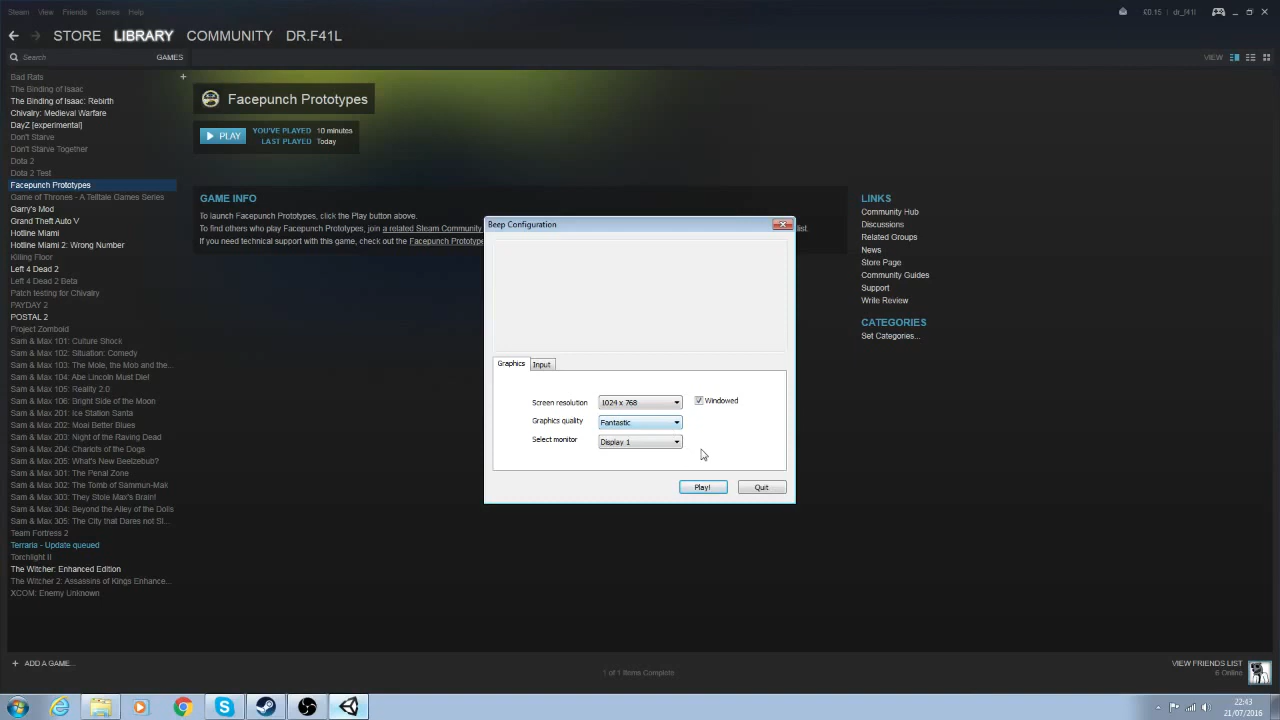 Steam View Friends Games Help
£0.15 dr_f41l
STORE LIBRARY COMMUNITY DR.F41L
Search GAMES
VIEW
Bad Rats
The Binding of Isaac
The Binding of Isaac: Rebirth
Chivalry: Medieval Warfare
DayZ [experimental]
Don't Starve
Don't Starve Together
Dota 2
Dota 2 Test
Facepunch Prototypes
Game of Thrones - A Telltale Games Series
Garry's Mod
Grand Theft Auto V
Hotline Miami
Hotline Miami 2: Wrong Number
Killing Floor
Left 4 Dead 2
Left 4 Dead 2 Beta
Patch testing for Chivalry
PAYDAY 2
POSTAL 2
Project Zomboid
Sam & Max 101: Culture Shock
Sam & Max 102: Situation: Comedy
Sam & Max 103: The Mole, the Mob and the...
Sam & Max 104: Abe Lincoln Must Die!
Sam & Max 105: Reality 2.0
Sam & Max 106: Bright Side of the Moon
Sam & Max 201: Ice Station Santa
Sam & Max 202: Moai Better Blues
Sam & Max 203: Night of the Raving Dead
Sam & Max 204: Chariots of the Dogs
Sam & Max 205: What's New Beelzebub?
Sam & Max 301: The Penal Zone
Sam & Max 302: The Tomb of Sammun-Mak
Sam & Max 303: They Stole Max's Brain!
Sam & Max 304: Beyond the Alley of the Dolls
Sam & Max 305: The City that Dares not Sl...
Team Fortress 2
Terraria - Update queued
Torchlight II
The Witcher: Enhanced Edition
The Witcher 2: Assassins of Kings Enhance...
XCOM: Enemy Unknown
+ ADD A GAME...
Facepunch Prototypes
PLAY
YOU'VE PLAYED 10 minutes
LAST PLAYED Today
GAME INFO
To launch Facepunch Prototypes, click the Play button above.
To find others who play Facepunch Prototypes, join a related Steam Community
list.
If you need technical support with this game, check out the Facepunch Prototype
LINKS
Community Hub
Discussions
Related Groups
News
Store Page
Community Guides
Support
Write Review
CATEGORIES
Set Categories...
Beep Configuration
Graphics Input
Screen resolution 1024 x 768 Windowed
Graphics quality Fantastic
Select monitor Display 1
Play! Quit
1 of 1 Items Complete
VIEW FRIENDS LIST
6 Online
22:43
21/07/2016